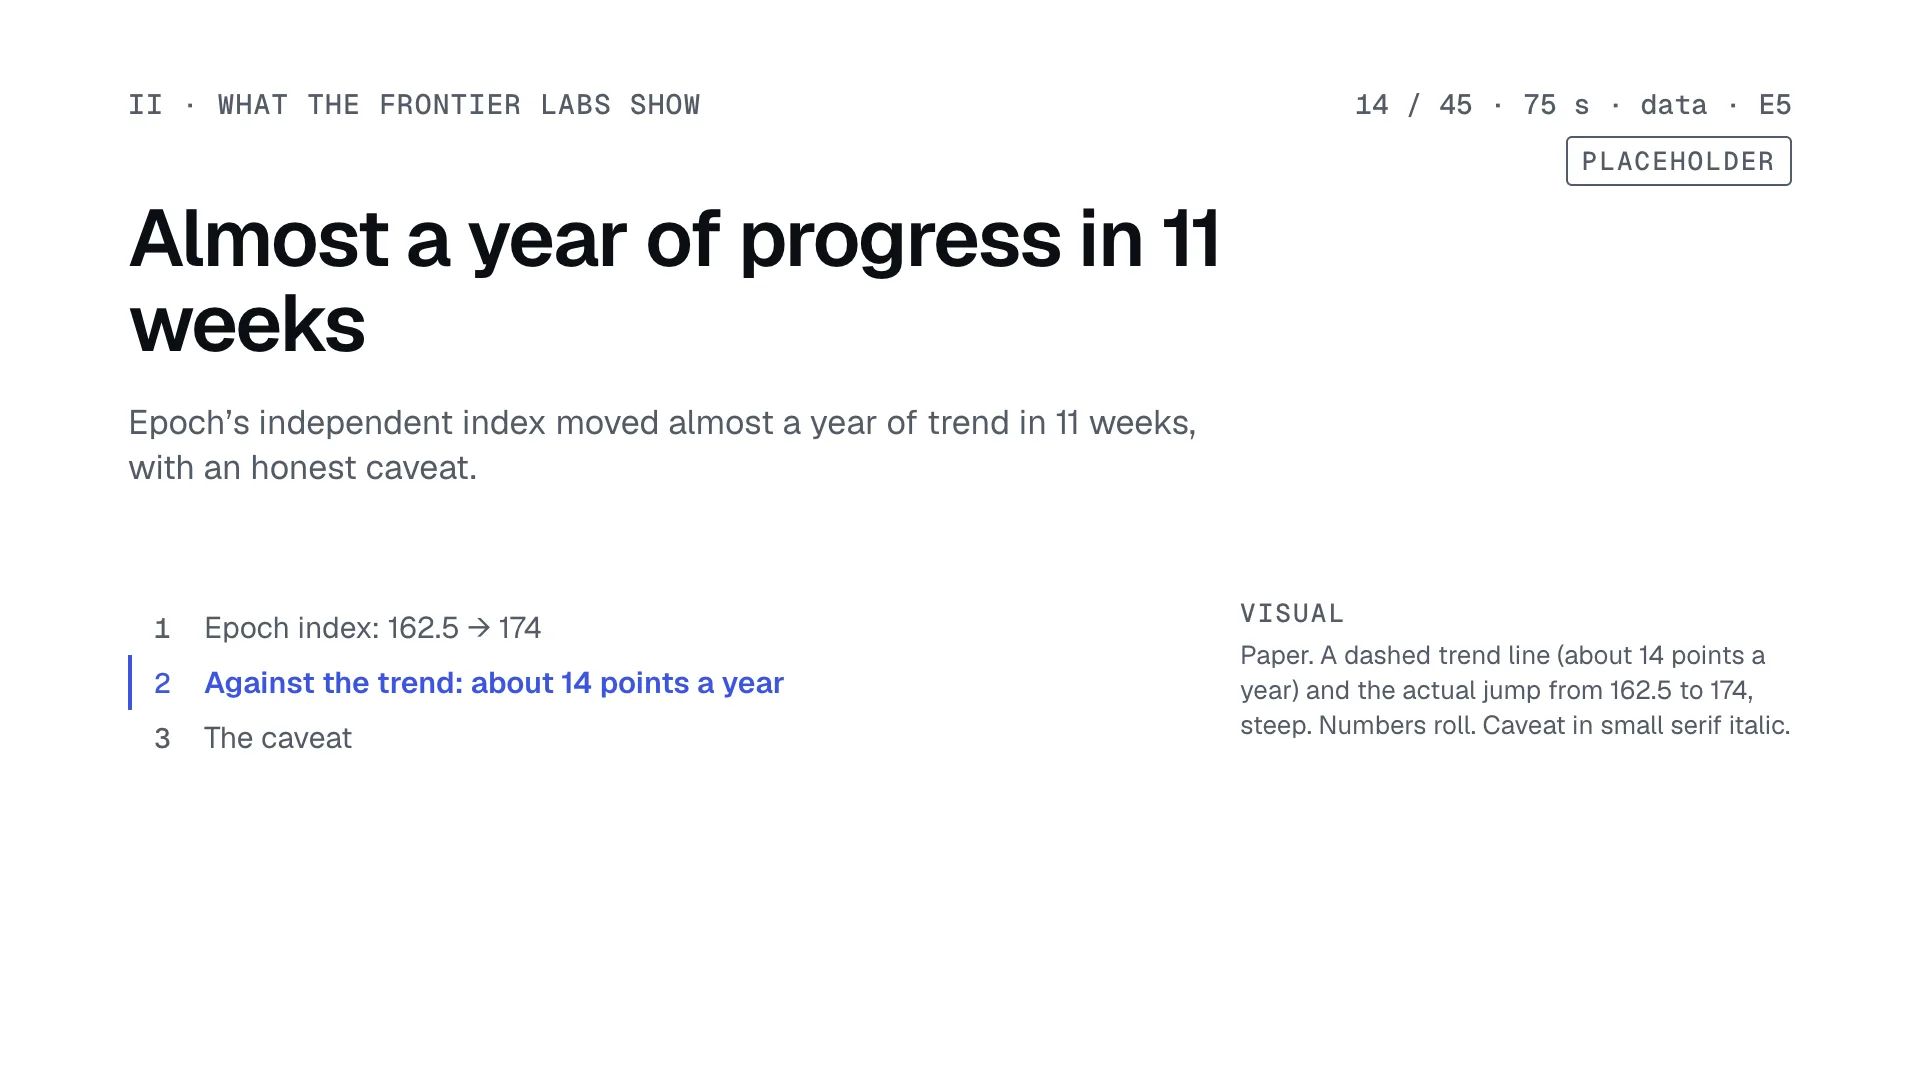 II · WHAT THE FRONTIER LABS SHOW
14 / 45 · 75 s · data · E5
PLACEHOLDER
Almost a year of progress in 11
weeks
Epoch’s independent index moved almost a year of trend in 11 weeks,
with an honest caveat.
1 Epoch index: 162.5 → 174
2 Against the trend: about 14 points a year
3 The caveat
VISUAL
Paper. A dashed trend line (about 14 points a
year) and the actual jump from 162.5 to 174,
steep. Numbers roll. Caveat in small serif italic.